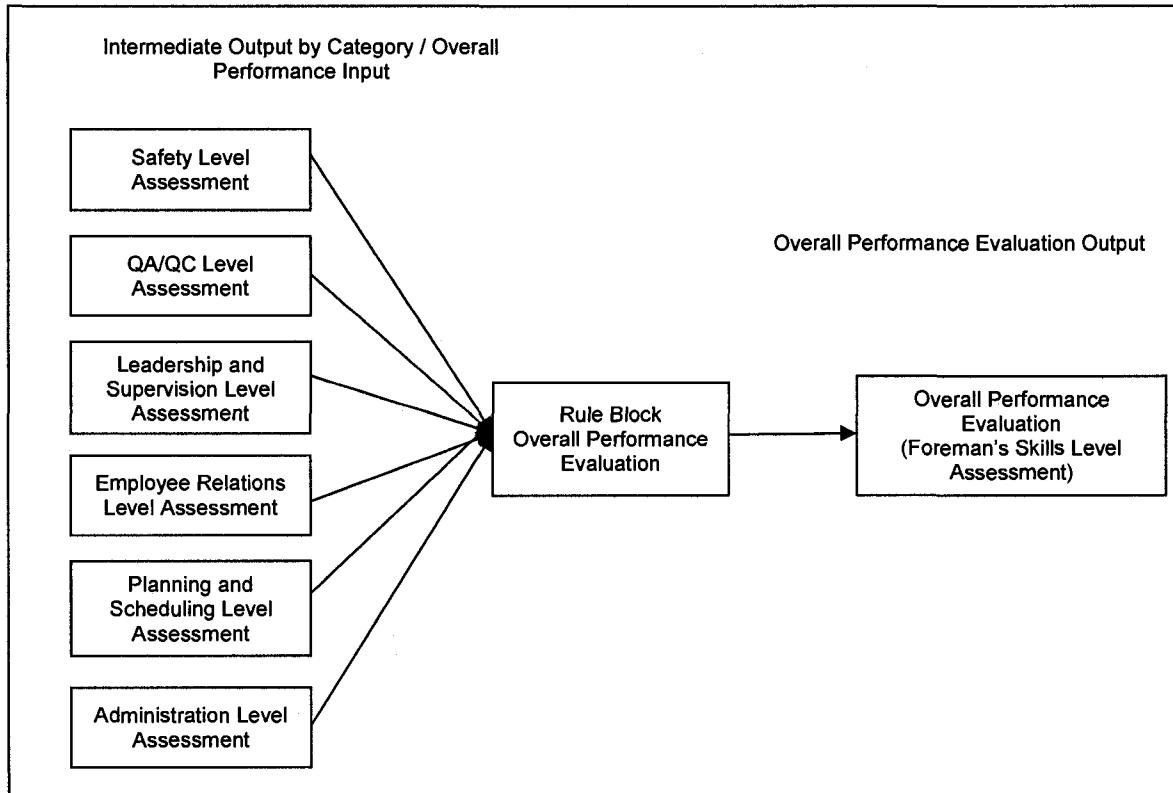 Intermediate Output by Category / Overall
Performance Input
Safety Level
Assessment
QA/QC Level
Assessment
Leadership and
Supervision Level
Assessment
Employee Relations
Level Assessment
Planning and
Scheduling Level
Assessment
Administration Level
Assessment
Rule Block
Overall Performance
Evaluation
Overall Performance Evaluation Output
Overall Performance
Evaluation
(Foreman's Skills Level
Assessment)